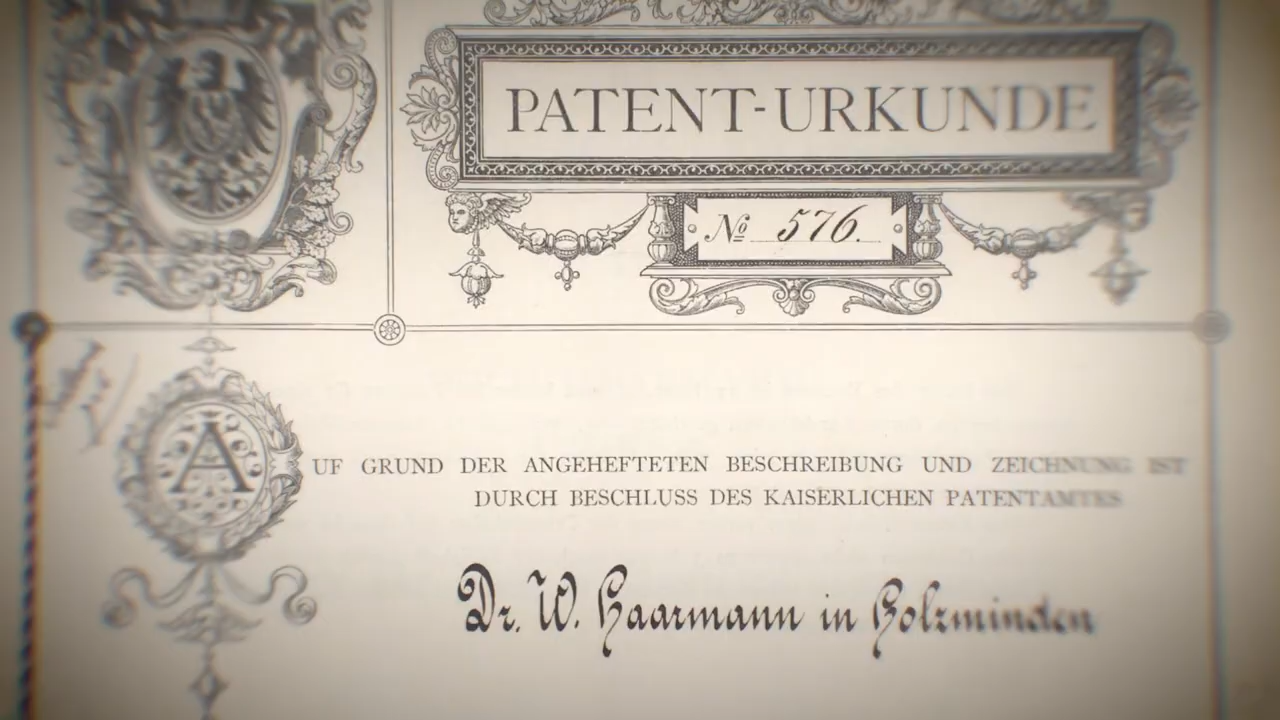 PATENT-URKUNDE
№ 576.
AUF GRUND DER ANGEHEFTETEN BESCHREIBUNG UND ZEICHNUNG IST
DURCH BESCHLUSS DES KAISERLICHEN PATENTAMTES
Dr. W. Haarmann in Holzminden